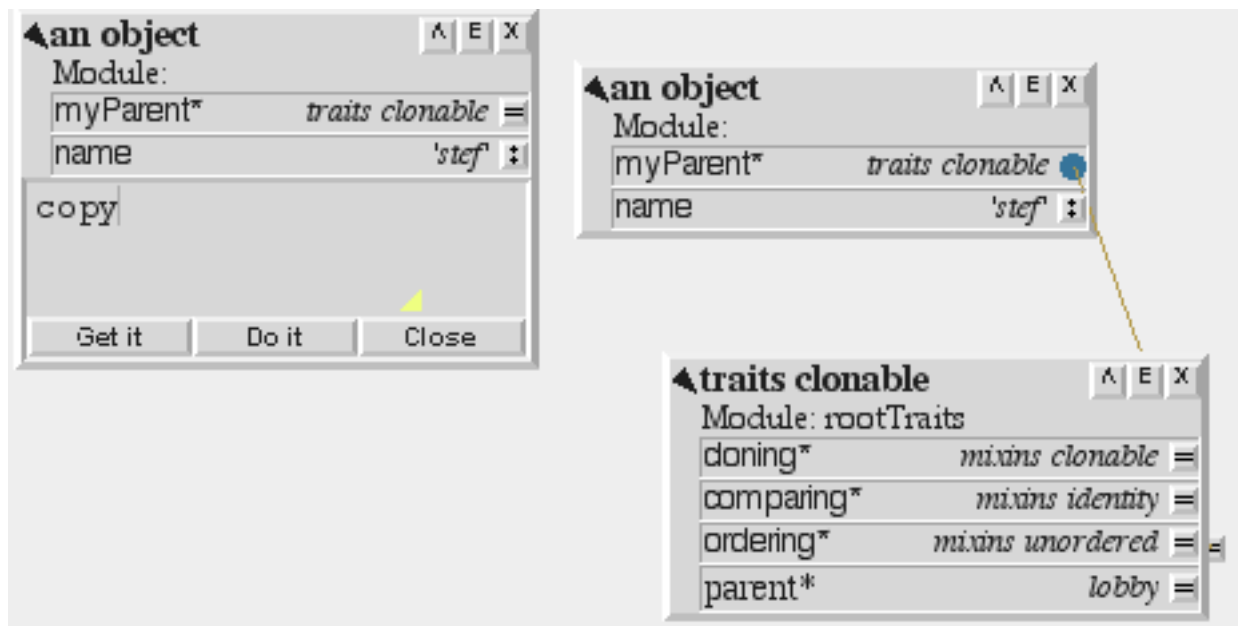 an object Λ E X
Module:
myParent* traits clonable =
name 'stef' :
copy
Get it Do it Close
an object Λ E X
Module:
myParent* traits clonable
name 'stef' :
traits clonable Λ E X
Module: rootTraits
cloning* mixins clonable =
comparing* mixins identity =
ordering* mixins unordered = =
parent* lobby =